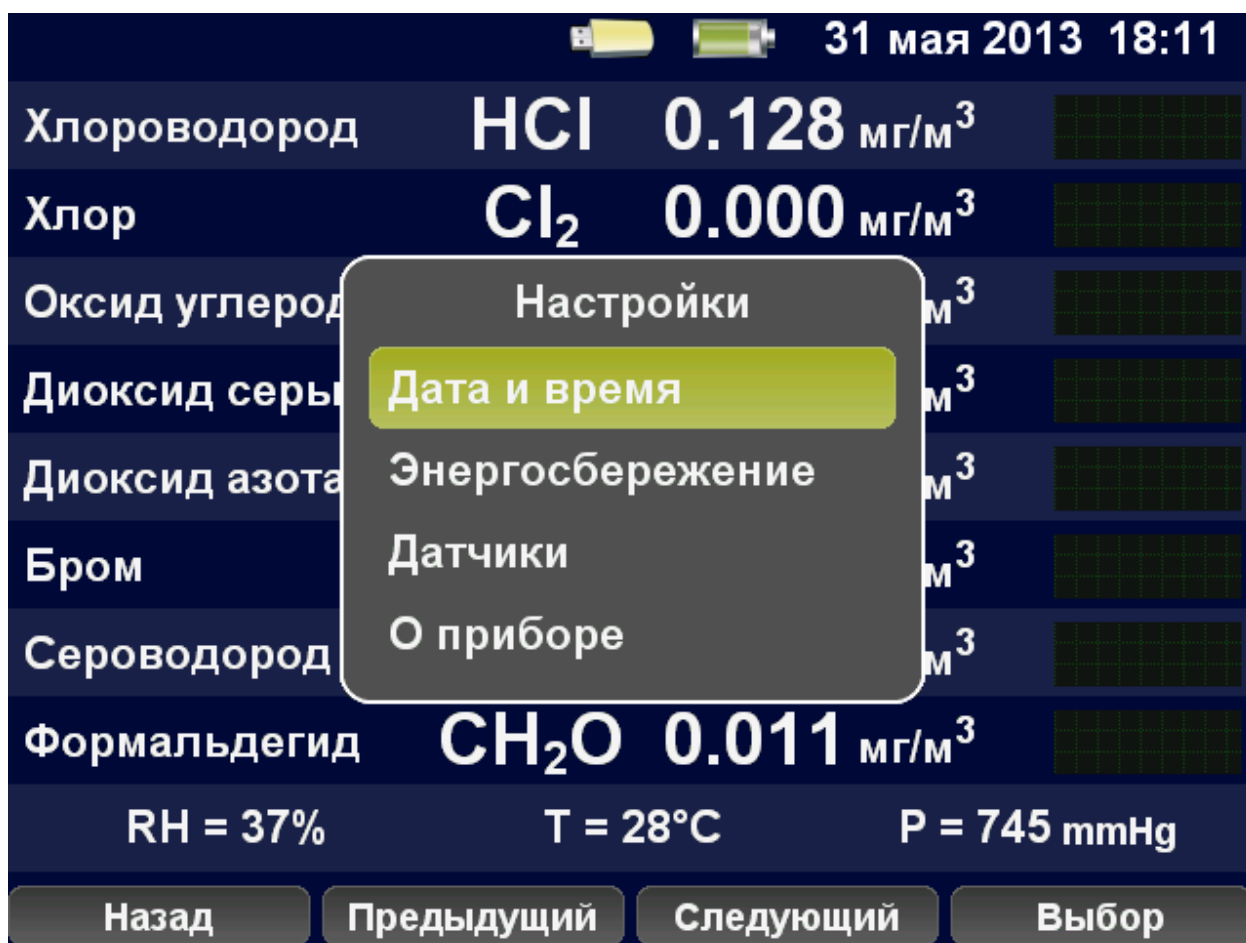 31 мая 2013 18:11
Хлороводород HCl 0.128 мг/м³
Хлор Cl₂ 0.000 мг/м³
Оксид м³
Диоксид серы м³
Диоксид азота м³
Бром м³
Сероводород м³
Настройки
Дата и время
Энергосбережение
Датчики
О приборе
Формальдегид CH₂O 0.011 мг/м³
RH = 37% T = 28°C P = 745 mmHg
Назад Предыдущий Следующий Выбор